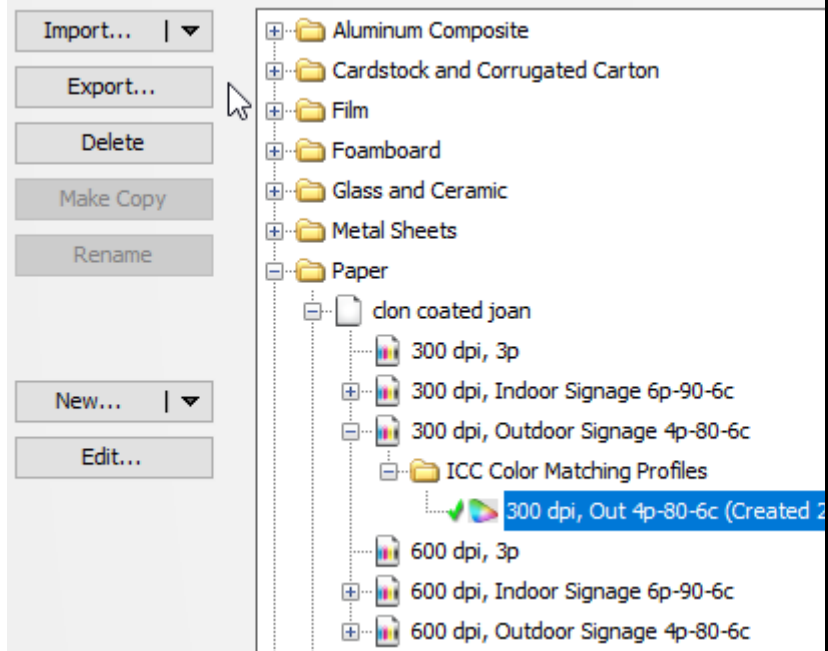 Import...
Export...
Delete
Make Copy
Rename
New...
Edit...
Aluminum Composite
Cardstock and Corrugated Carton
Film
Foamboard
Glass and Ceramic
Metal Sheets
Paper
clon coated joan
300 dpi, 3p
300 dpi, Indoor Signage 6p-90-6c
300 dpi, Outdoor Signage 4p-80-6c
ICC Color Matching Profiles
300 dpi, Out 4p-80-6c (Created 2
600 dpi, 3p
600 dpi, Indoor Signage 6p-90-6c
600 dpi, Outdoor Signage 4p-80-6c